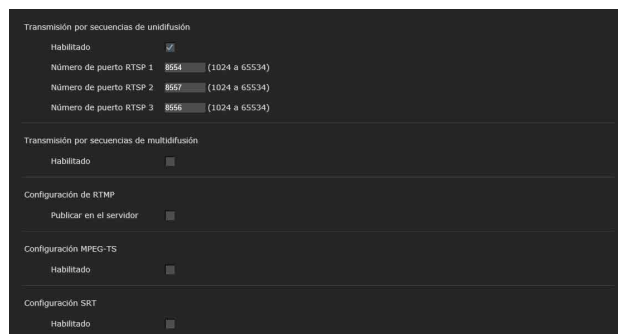 Transmisión por secuencias de unidifusión
Habilitado
Número de puerto RTSP 1 8554 (1024 a 65534)
Número de puerto RTSP 2 8557 (1024 a 65534)
Número de puerto RTSP 3 8556 (1024 a 65534)
Transmisión por secuencias de multidifusión
Habilitado
Configuración de RTMP
Publicar en el servidor
Configuración MPEG-TS
Habilitado
Configuración SRT
Habilitado